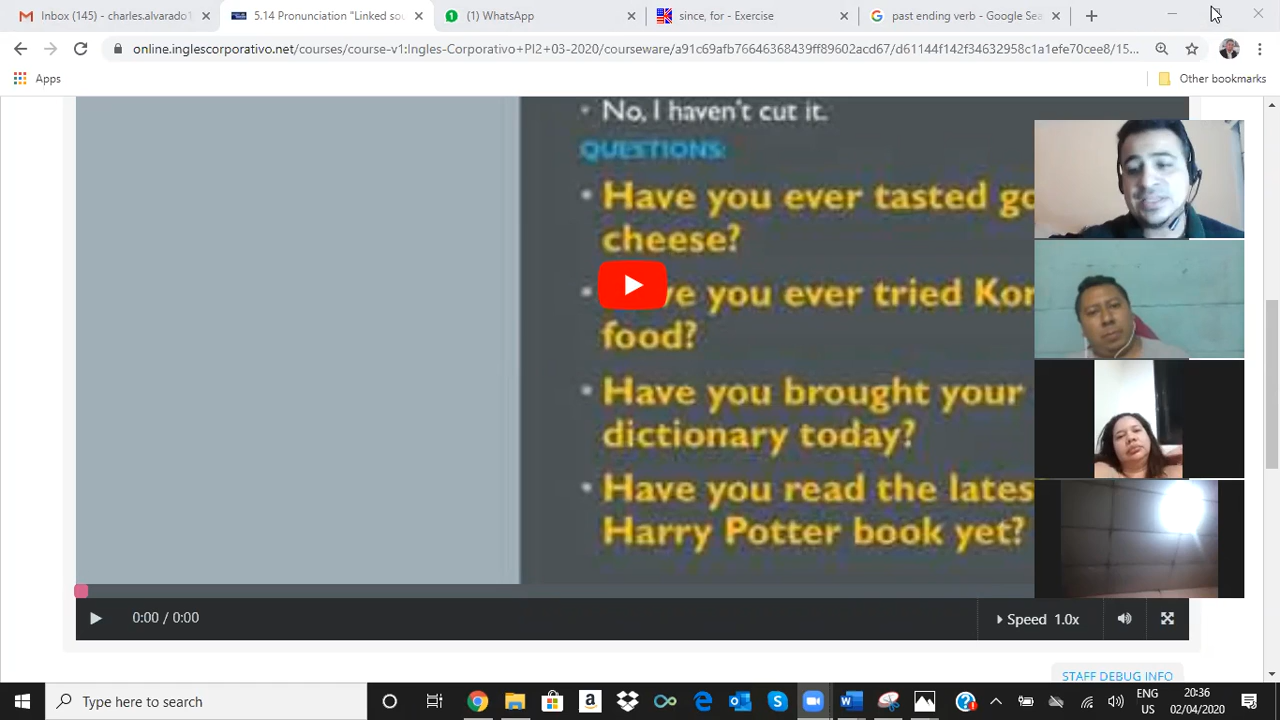 Inbox (145) - charles.alvarado1
5.14 Pronunciation "Linked so
(1) WhatsApp
since, for - Exercise
past ending verb - Google Sea
online.inglescorporativo.net/courses/course-v1:Ingles-Corporativo+PI2+03-2020/courseware/a91c69afb76646368439ff89602acd67/d61144f142f34632958c1a1efe70cee8/15...
Apps
Other bookmarks
• No, I haven't cut it.
QUESTIONS:
• Have you ever tasted go
cheese?
• ve you ever tried Kor
food?
• Have you brought your
dictionary today?
• Have you read the lates
Harry Potter book yet?
0:00 / 0:00
Speed 1.0x
STAFF DEBUG INFO
Type here to search
ENG
US
20:36
02/04/2020